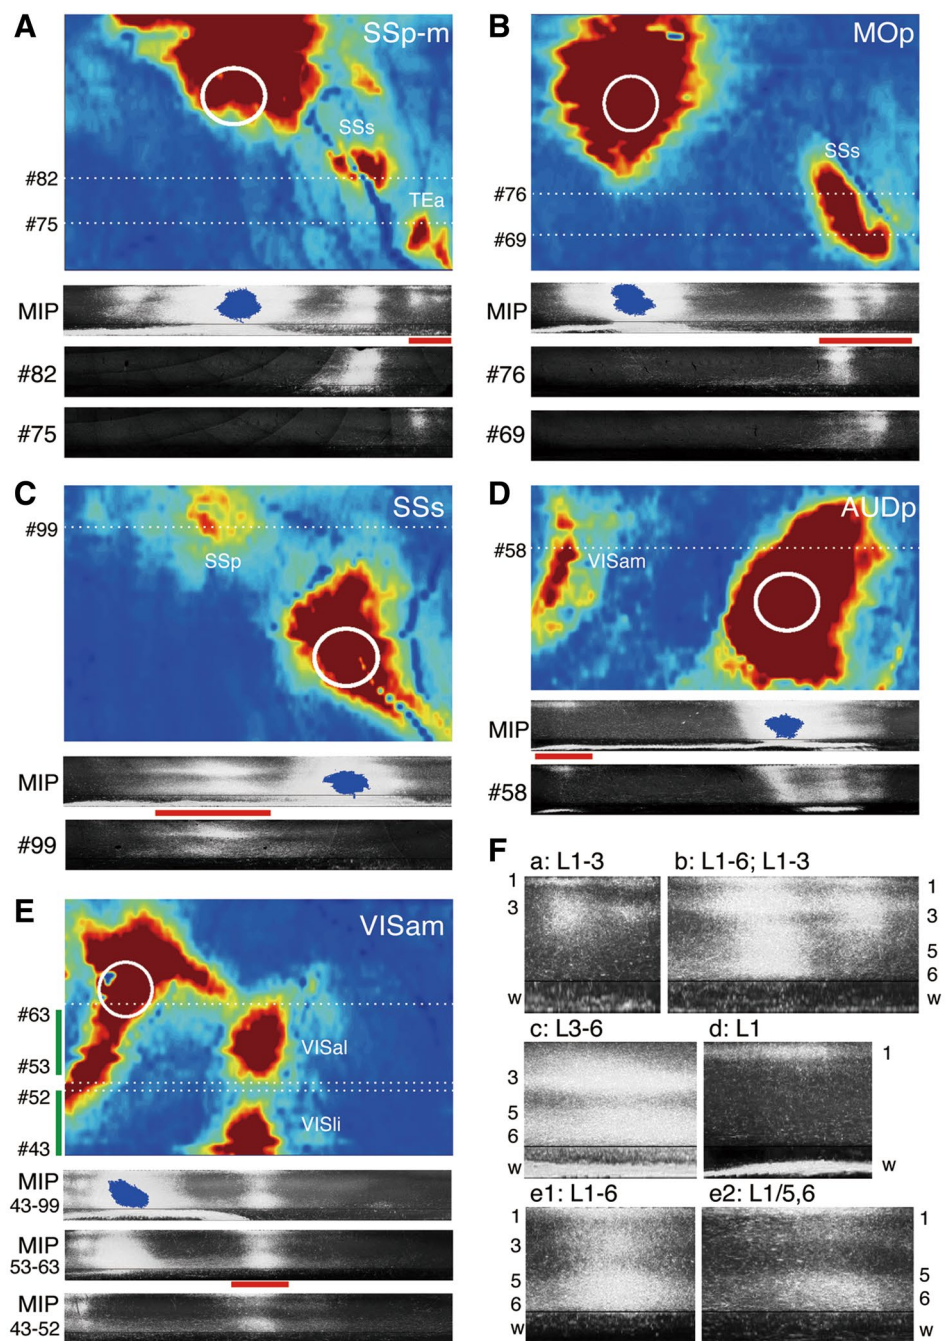 A
SSp-m
SSs
#82
TEa
#75
MIP
#82
#75
B
MOp
SSs
#76
#69
MIP
#76
#69
C
SSs
#99
SSp
MIP
#99
D
AUDp
#58
VISam
MIP
#58
E
VISam
#63
VISal
#53
#52
VISli
#43
MIP
43-99
MIP
53-63
MIP
43-52
F
a: L1-3
b: L1-6; L1-3
1
3
1
3
5
6
w
c: L3-6
d: L1
3
5
6
w
1
w
e1: L1-6
e2: L1/5,6
1
3
5
6
w
1
3
5
6
w